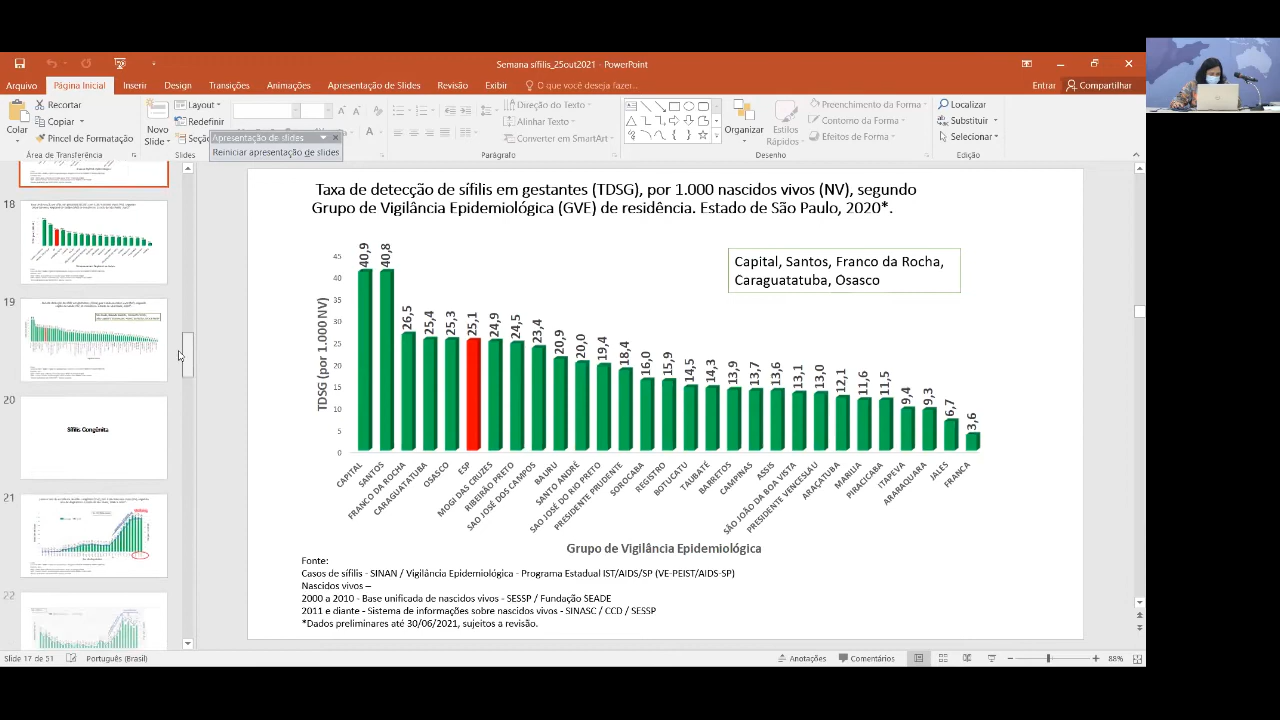 Semana sífilis_25out2021 - PowerPoint
Arquivo
Página Inicial
Inserir
Design
Transições
Animações
Apresentação de Slides
Revisão
Exibir
O que você deseja fazer...
Entrar
Compartilhar
Colar
Recortar
Copiar
Pincel de Formatação
Área de Transferência
Novo
Slide
Layout
Redefinir
Seção
Slides
Apresentação de slides
Reiniciar apresentação de slides
Direção do Texto
Alinhar Texto
Converter em SmartArt
Parágrafo
Organizar
Estilos
Rápidos
Preenchimento da Forma
Contorno da Forma
Efeitos de Forma
Desenho
Localizar
Substituir
Selecionar
Edição
18
19
20
Sífilis Congênita
21
22
Taxa de detecção de sífilis em gestantes (TDSG), por 1.000 nascidos vivos (NV), segundo
Grupo de Vigilância Epidemiológica (GVE) de residência. Estado de São Paulo, 2020*.
Capital, Santos, Franco da Rocha,
Caraguatatuba, Osasco
TDSG (por 1.000 NV)
45
40
35
30
25
20
15
10
5
0
40,9
40,8
26,5
25,4
25,3
25,1
24,9
24,5
23,4
20,9
20,0
19,4
18,4
16,0
15,9
14,5
14,3
13,9
13,7
13,6
13,1
13,0
12,1
11,6
11,5
9,4
9,3
6,7
3,6
CAPITAL
SANTOS
FRANCO DA ROCHA
CARAGUATATUBA
OSASCO
ESP
MOGI DAS CRUZES
RIBEIRÃO PRETO
SAO JOSÉ DOS CAMPOS
BAURU
SANTO ANDRÉ
SAO JOSÉ DO RIO PRETO
PRESIDENTE PRUDENTE
SOROCABA
REGISTRO
BOTUCATU
TAUBATÉ
BARRETOS
CAMPINAS
ASSIS
SÃO JOÃO DA BOA VISTA
PRESIDENTE VENCESLAU
ARAÇATUBA
MARILIA
PIRACICABA
ITAPEVA
ARARAQUARA
JALES
FRANCA
Grupo de Vigilância Epidemiológica
Fonte:
Casos de sífilis - SINAN / Vigilância Epidemiológica - Programa Estadual IST/AIDS/SP (VE-PEIST/AIDS-SP)
Nascidos vivos –
2000 a 2010 - Base unificada de nascidos vivos - SESSP / Fundação SEADE
2011 e diante - Sistema de informações sobre nascidos vivos - SINASC / CCD / SESSP
*Dados preliminares até 30/06/2021, sujeitos a revisão.
Slide 17 de 51
Português (Brasil)
Anotações
Comentários
88%